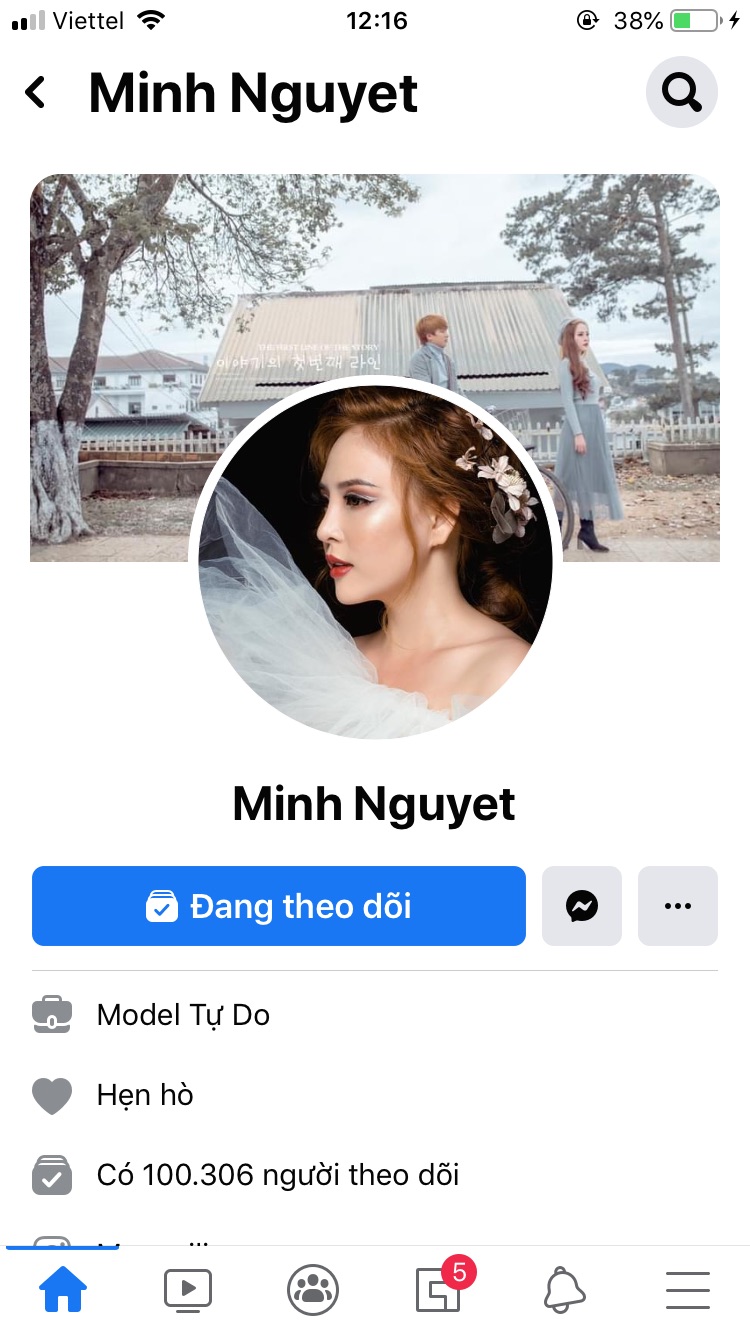 Viettel 12:16 38%
Minh Nguyet
THE FIRST LINE OF THE STORY
이야기의 첫번째 라인
Minh Nguyet
Đang theo dõi
Model Tự Do
Hẹn hò
Có 100.306 người theo dõi
5